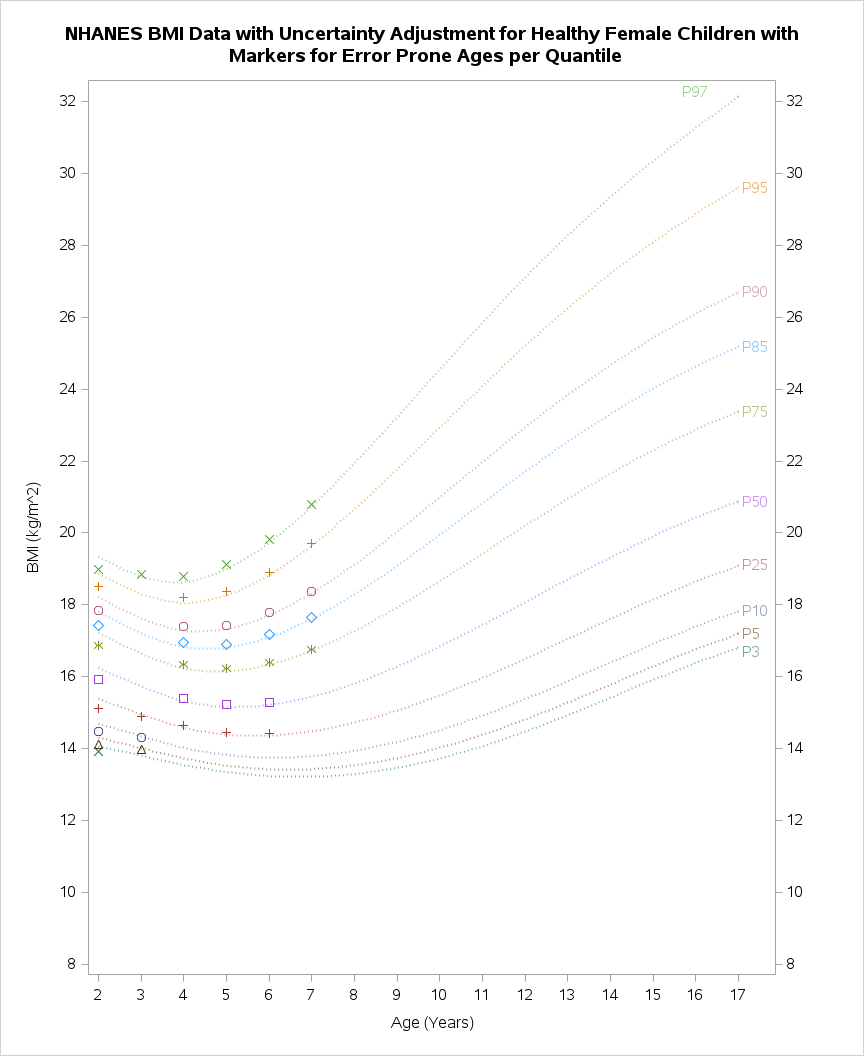 NHANES BMI Data with Uncertainty Adjustment for Healthy Female Children with
Markers for Error Prone Ages per Quantile
P97
32 32
30 30
P95
28 28
P90
26 26
P85
24 24
P75
22 22
P50
20 20
P25
18 18
P10
P5
P3
16 16
14 14
12 12
10 10
8 8
BMI (kg/m^2)
2 3 4 5 6 7 8 9 10 11 12 13 14 15 16 17
Age (Years)